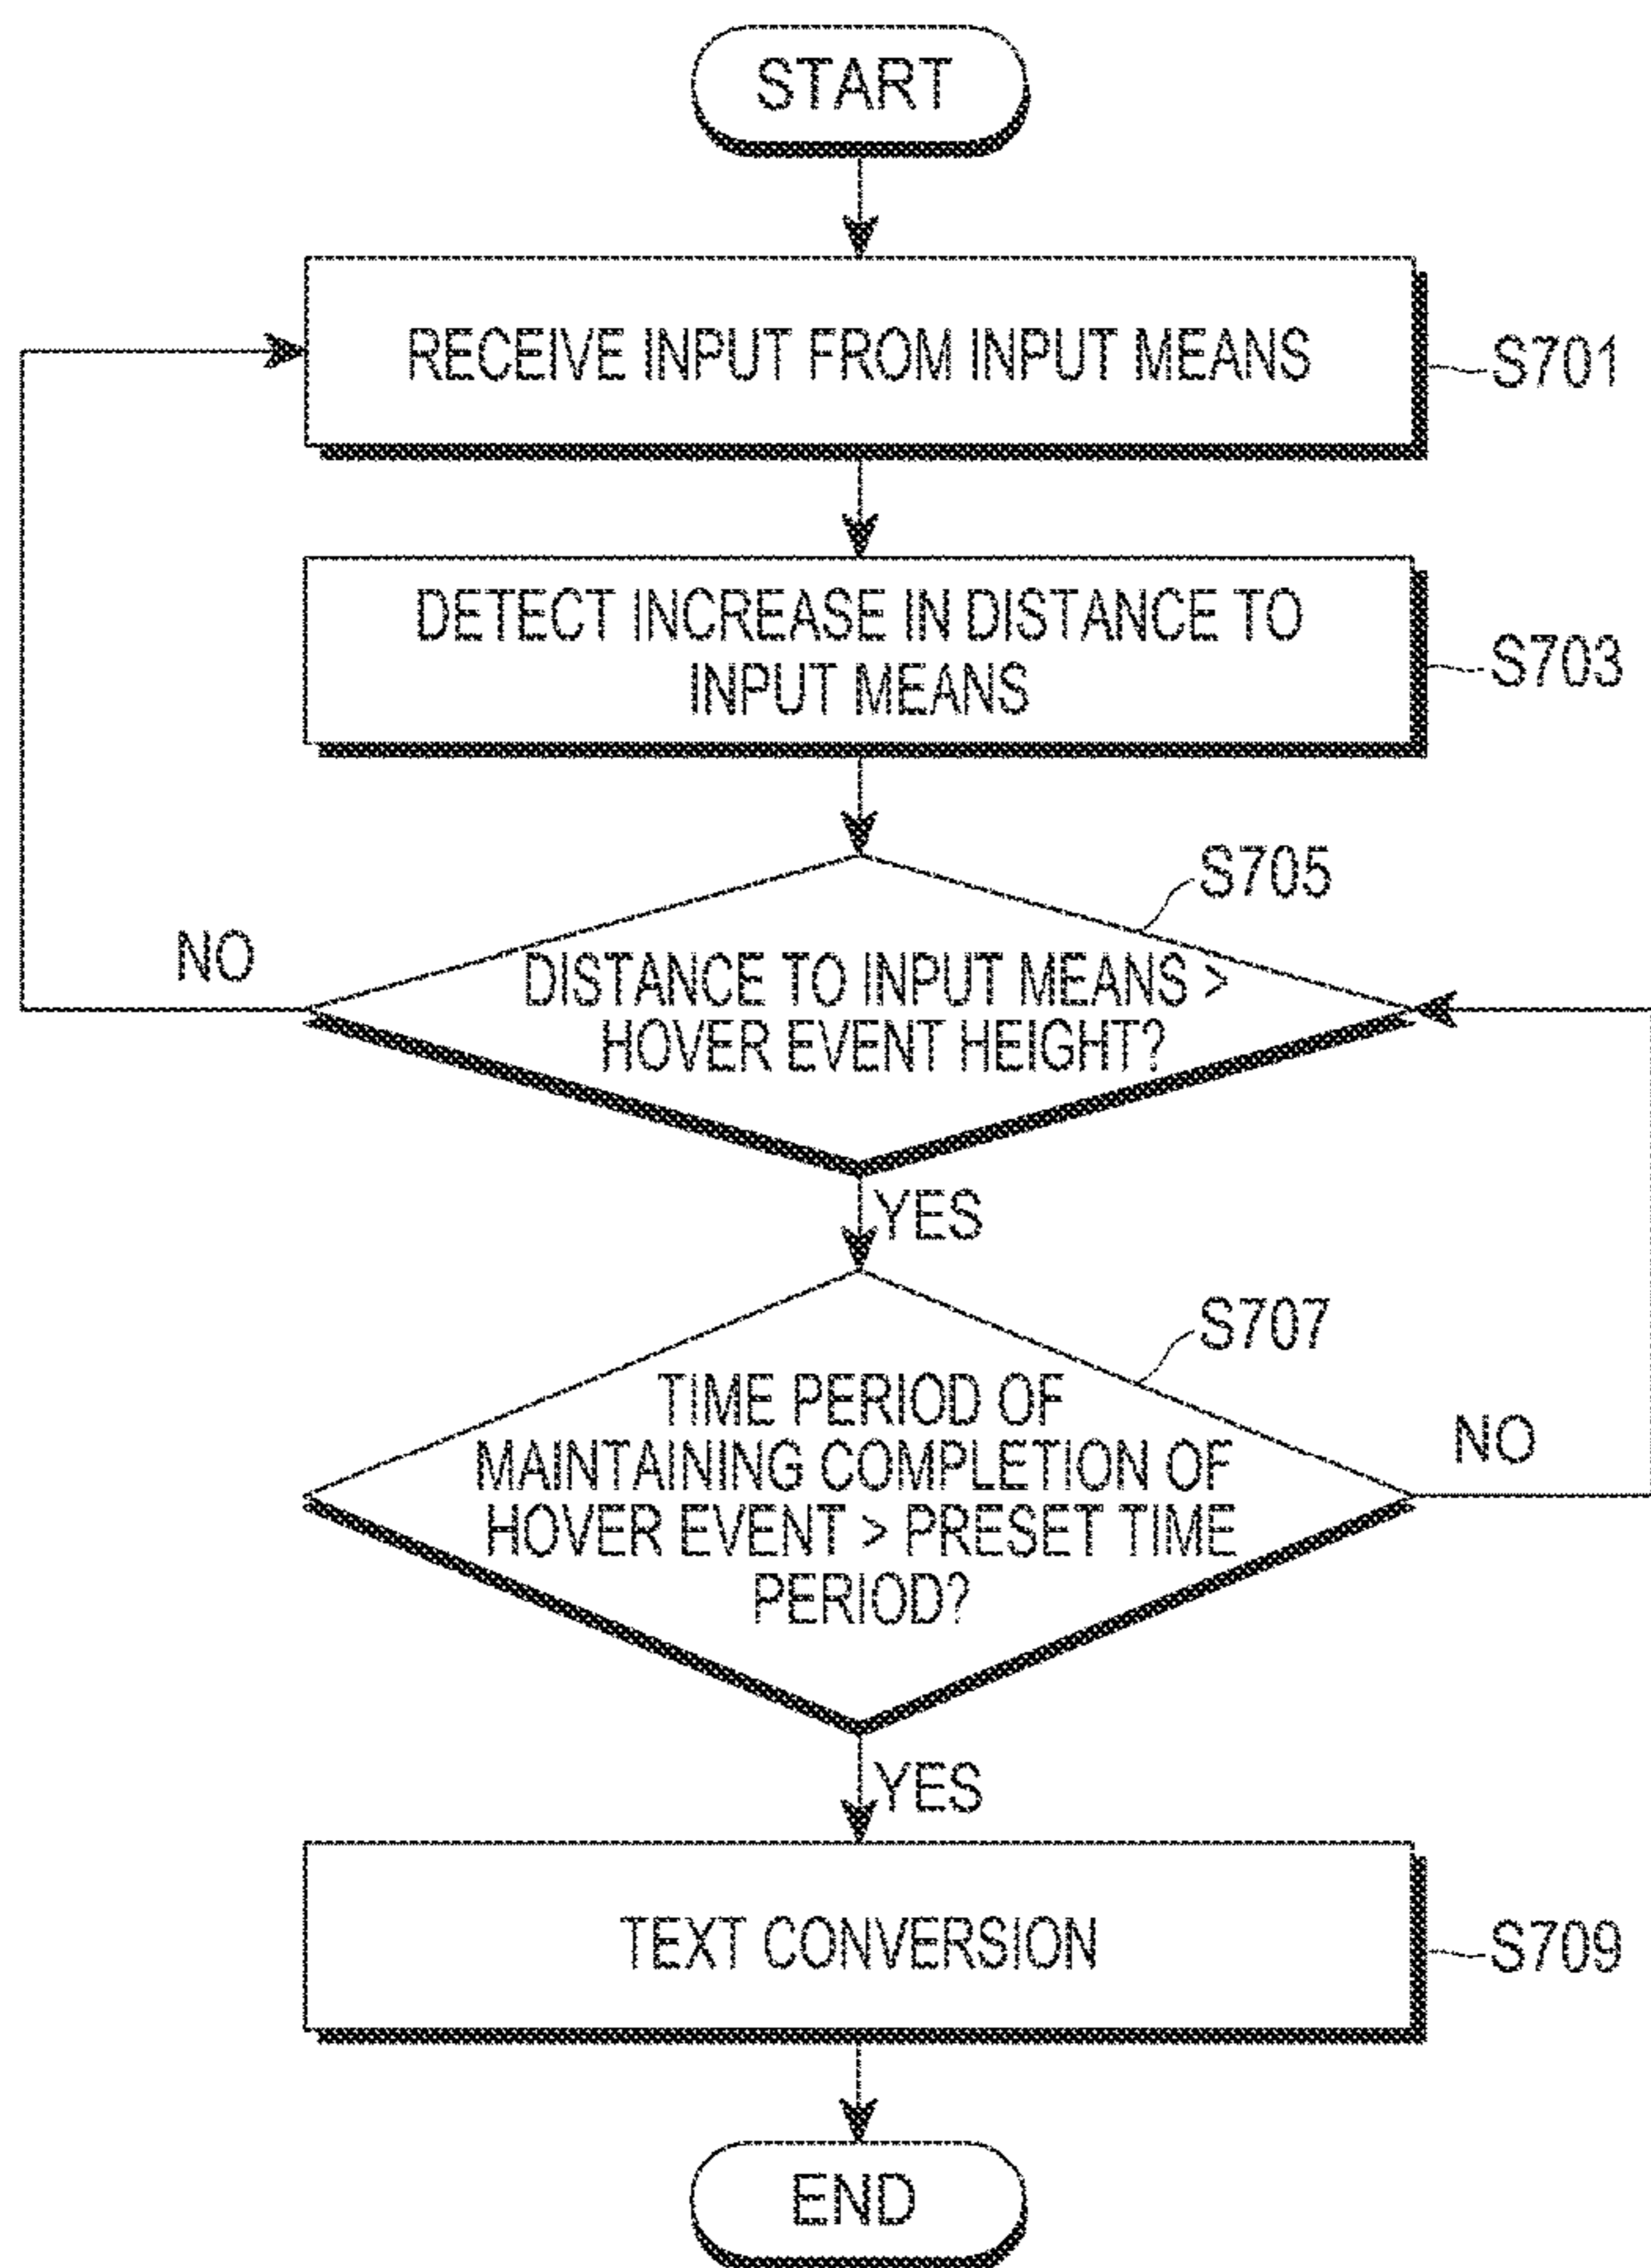 START
RECEIVE INPUT FROM INPUT MEANS
S701
DETECT INCREASE IN DISTANCE TO
INPUT MEANS
S703
S705
NO
DISTANCE TO INPUT MEANS >
HOVER EVENT HEIGHT?
YES
S707
TIME PERIOD OF
MAINTAINING COMPLETION OF
HOVER EVENT > PRESET TIME
PERIOD?
NO
YES
TEXT CONVERSION
S709
END